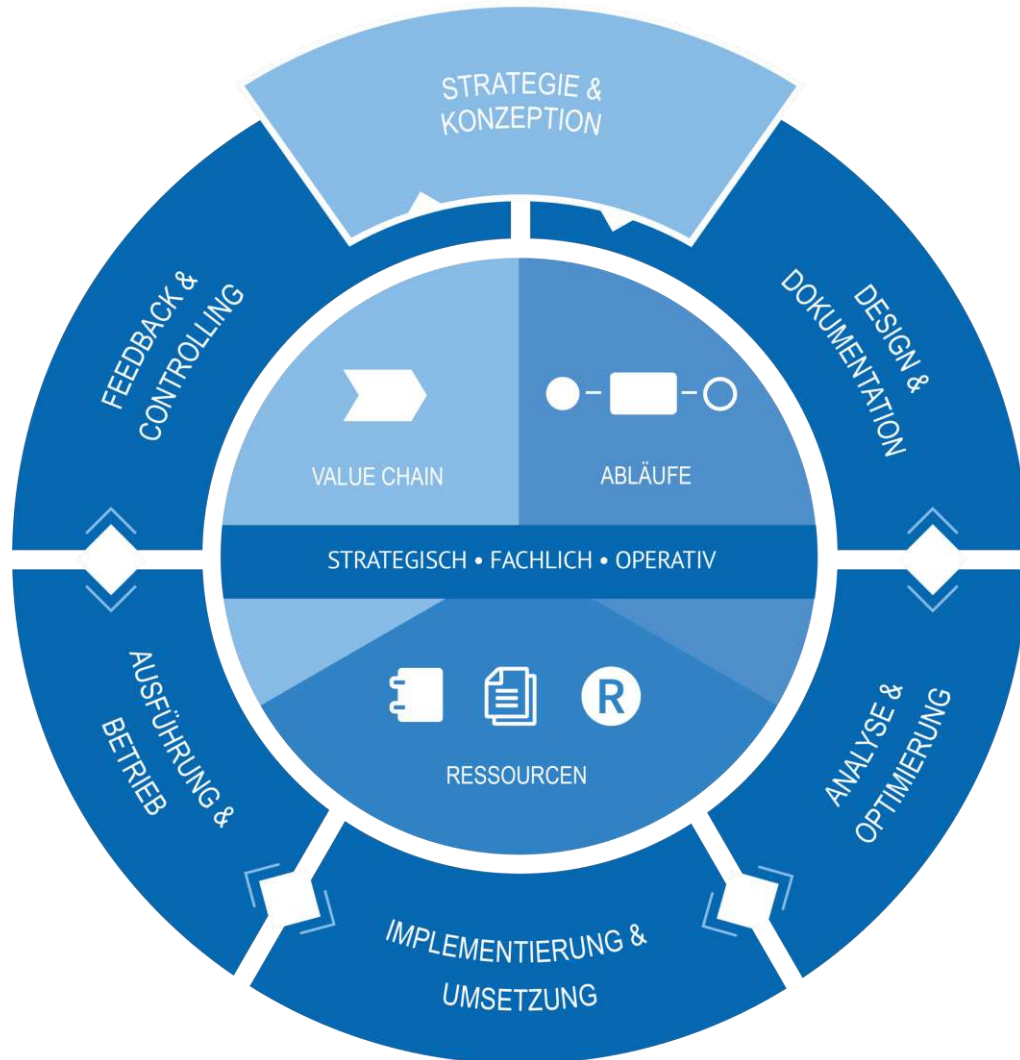 STRATEGIE &
KONZEPTION
DESIGN &
DOKUMENTATION
ANALYSE &
OPTIMIERUNG
IMPLEMENTIERUNG &
UMSETZUNG
AUSFÜHRUNG &
BETRIEB
FEEDBACK &
CONTROLLING
VALUE CHAIN
ABLÄUFE
STRATEGISCH • FACHLICH • OPERATIV
R
RESSOURCEN